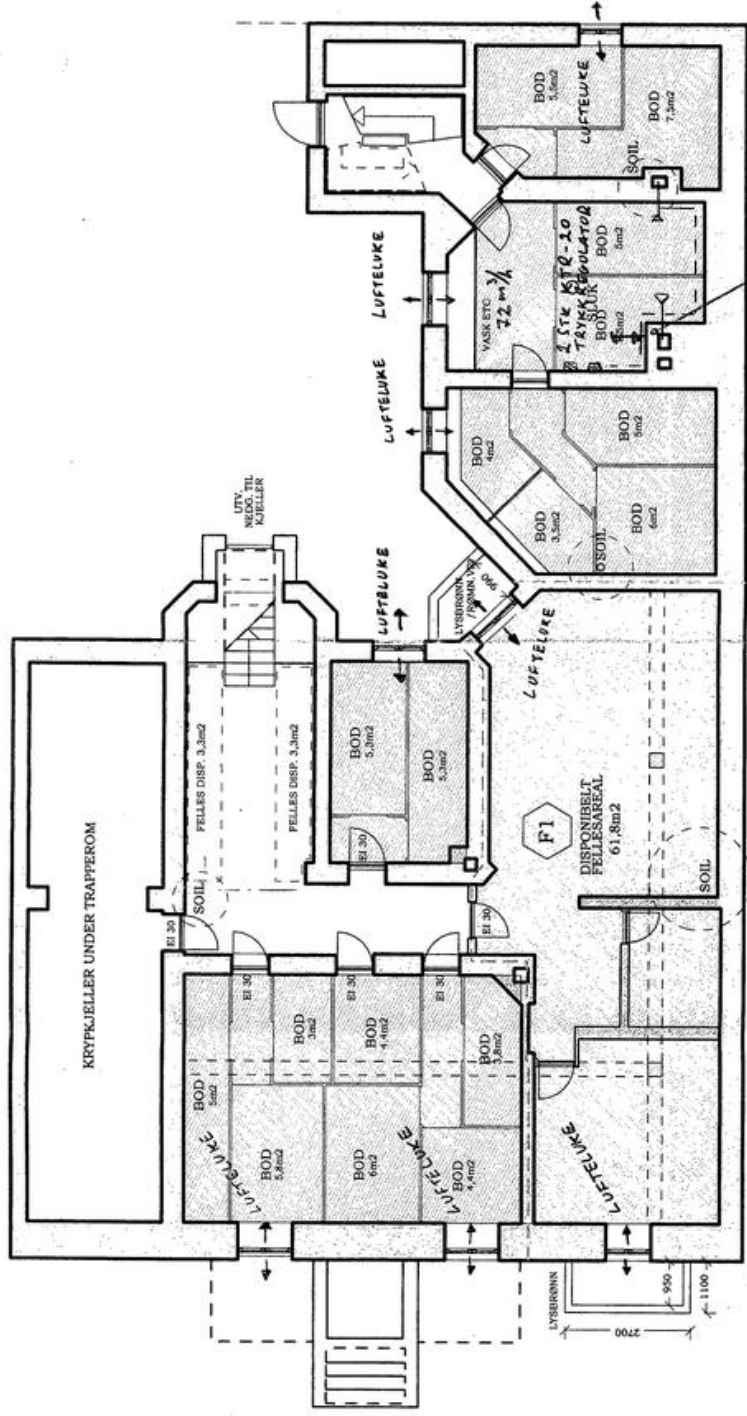 KRYPKJELLER UNDER TRAPPEROM
UTV.
NEDG. TIL
KJELLER
FELLES DISP. 3,3m2
FELLES DISP. 3,3m2
SOIL
EI 30
EI 30
EI 30
EI 30
EI 30
EI 30
BOD
5m2
BOD
5,8m2
BOD
3m2
BOD
4,4m2
BOD
6m2
BOD
3,8m2
BOD
4,4m2
LUFTELUKE
LUFTELUKE
LUFTELUKE
BOD
5,3m2
BOD
5,3m2
LUFTELUKE
LYSBRØNN
990
LUFTELUKE
F1
DISPONIBELT
FELLESAREAL
61,8m2
SOIL
LYSBRØNN
2700
950
1100
LUFTELUKE
LUFTELUKE
BOD
4m2
BOD
3,5m2
BOD
5m2
BOD
6m2
SOIL
VASK ETC
72 m³/h
2 STK KTR-20
TRYKKREGULATOR
SLUK
BOD
5m2
BOD
BOD
5,5m2
BOD
7,5m2
LUFTELUKE
SOIL